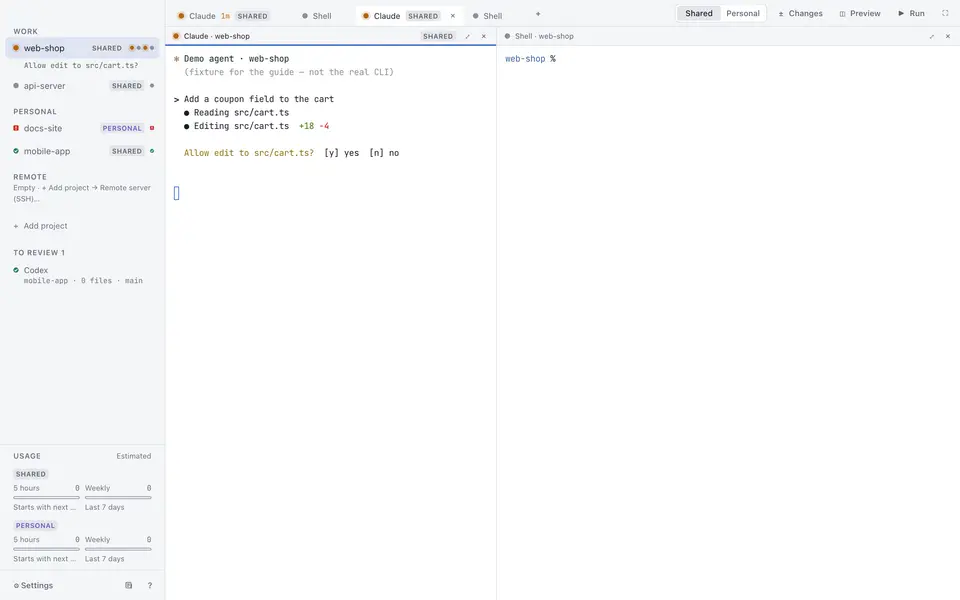 Claude 1m SHARED
Shell
Claude SHARED ×
Shell
+
Shared Personal
± Changes
Preview
Run
WORK
web-shop SHARED
Allow edit to src/cart.ts?
api-server SHARED
PERSONAL
docs-site PERSONAL
mobile-app SHARED
REMOTE
Empty · + Add project → Remote server
(SSH)…
+ Add project
TO REVIEW 1
Codex
mobile-app · 0 files · main
USAGE Estimated
SHARED
5 hours 0 Weekly 0
Starts with next … Last 7 days
PERSONAL
5 hours 0 Weekly 0
Starts with next … Last 7 days
Settings ?
Claude · web-shop SHARED ×
✻ Demo agent · web-shop
(fixture for the guide — not the real CLI)
> Add a coupon field to the cart
● Reading src/cart.ts
● Editing src/cart.ts +18 -4
Allow edit to src/cart.ts? [y] yes [n] no
Shell · web-shop ×
web-shop %